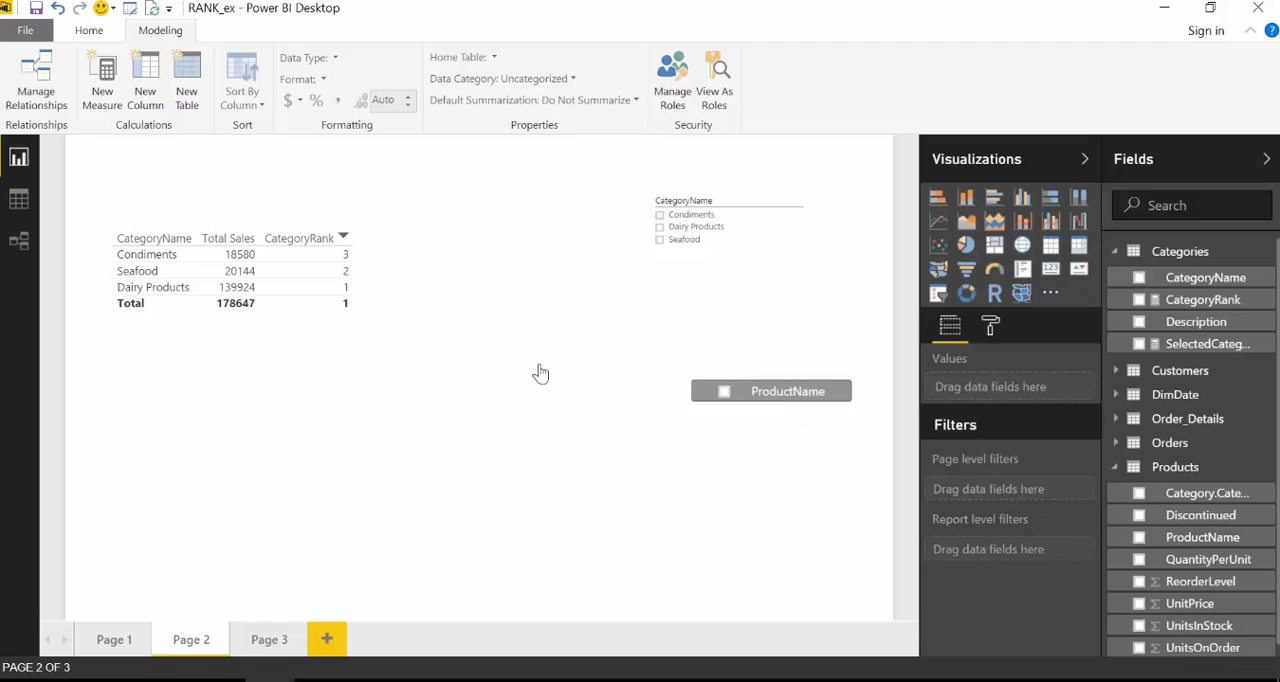 RANK_ex - Power BI Desktop
File
Home
Modeling
Sign in
Manage
Relationships
New
Measure
New
Column
New
Table
Sort By
Column
Data Type:
Format:
$ % , Auto
Home Table:
Data Category: Uncategorized
Default Summarization: Do Not Summarize
Manage
Roles
View As
Roles
Relationships
Calculations
Sort
Formatting
Properties
Security
CategoryName Total Sales CategoryRank
Condiments 18580 3
Seafood 20144 2
Dairy Products 139924 1
Total 178647 1
CategoryName
Condiments
Dairy Products
Seafood
ProductName
Visualizations
R
Values
Drag data fields here
Filters
Page level filters
Drag data fields here
Report level filters
Drag data fields here
Fields
Search
Categories
CategoryName
CategoryRank
Description
SelectedCateg...
Customers
DimDate
Order_Details
Orders
Products
Category.Cate...
Discontinued
ProductName
QuantityPerUnit
Σ ReorderLevel
Σ UnitPrice
Σ UnitsInStock
Σ UnitsOnOrder
Page 1
Page 2
Page 3
+
PAGE 2 OF 3